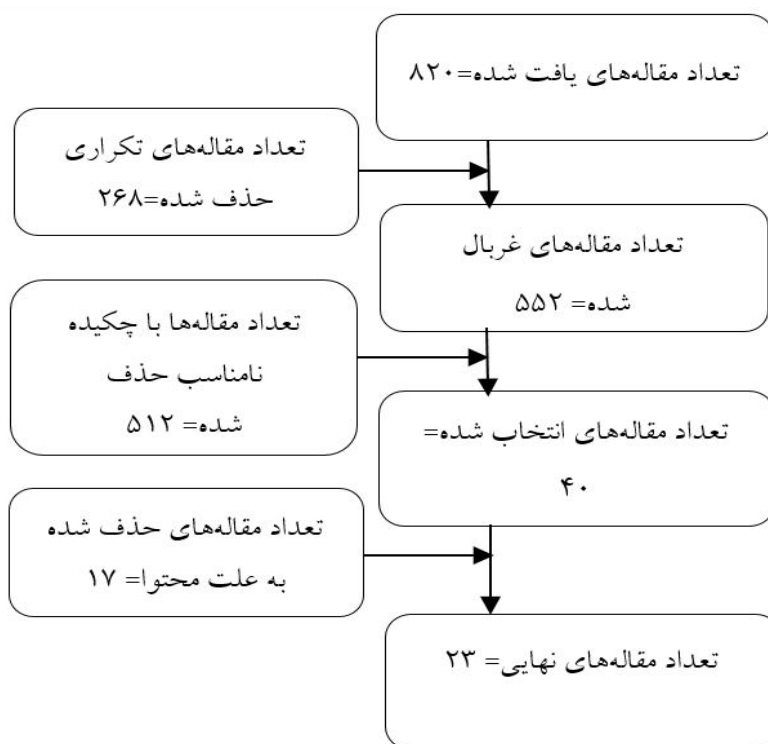 تعداد مقاله‌های یافت شده=۸۲۰
تعداد مقاله‌های تکراری
حذف شده=۲۶۸
تعداد مقاله‌های غربال
شده= ۵۵۲
تعداد مقاله‌ها با چکیده
نامناسب حذف
شده= ۵۱۲
تعداد مقاله‌های انتخاب شده=
۴۰
تعداد مقاله‌های حذف شده
به علت محتوا= ۱۷
تعداد مقاله‌های نهایی= ۲۳